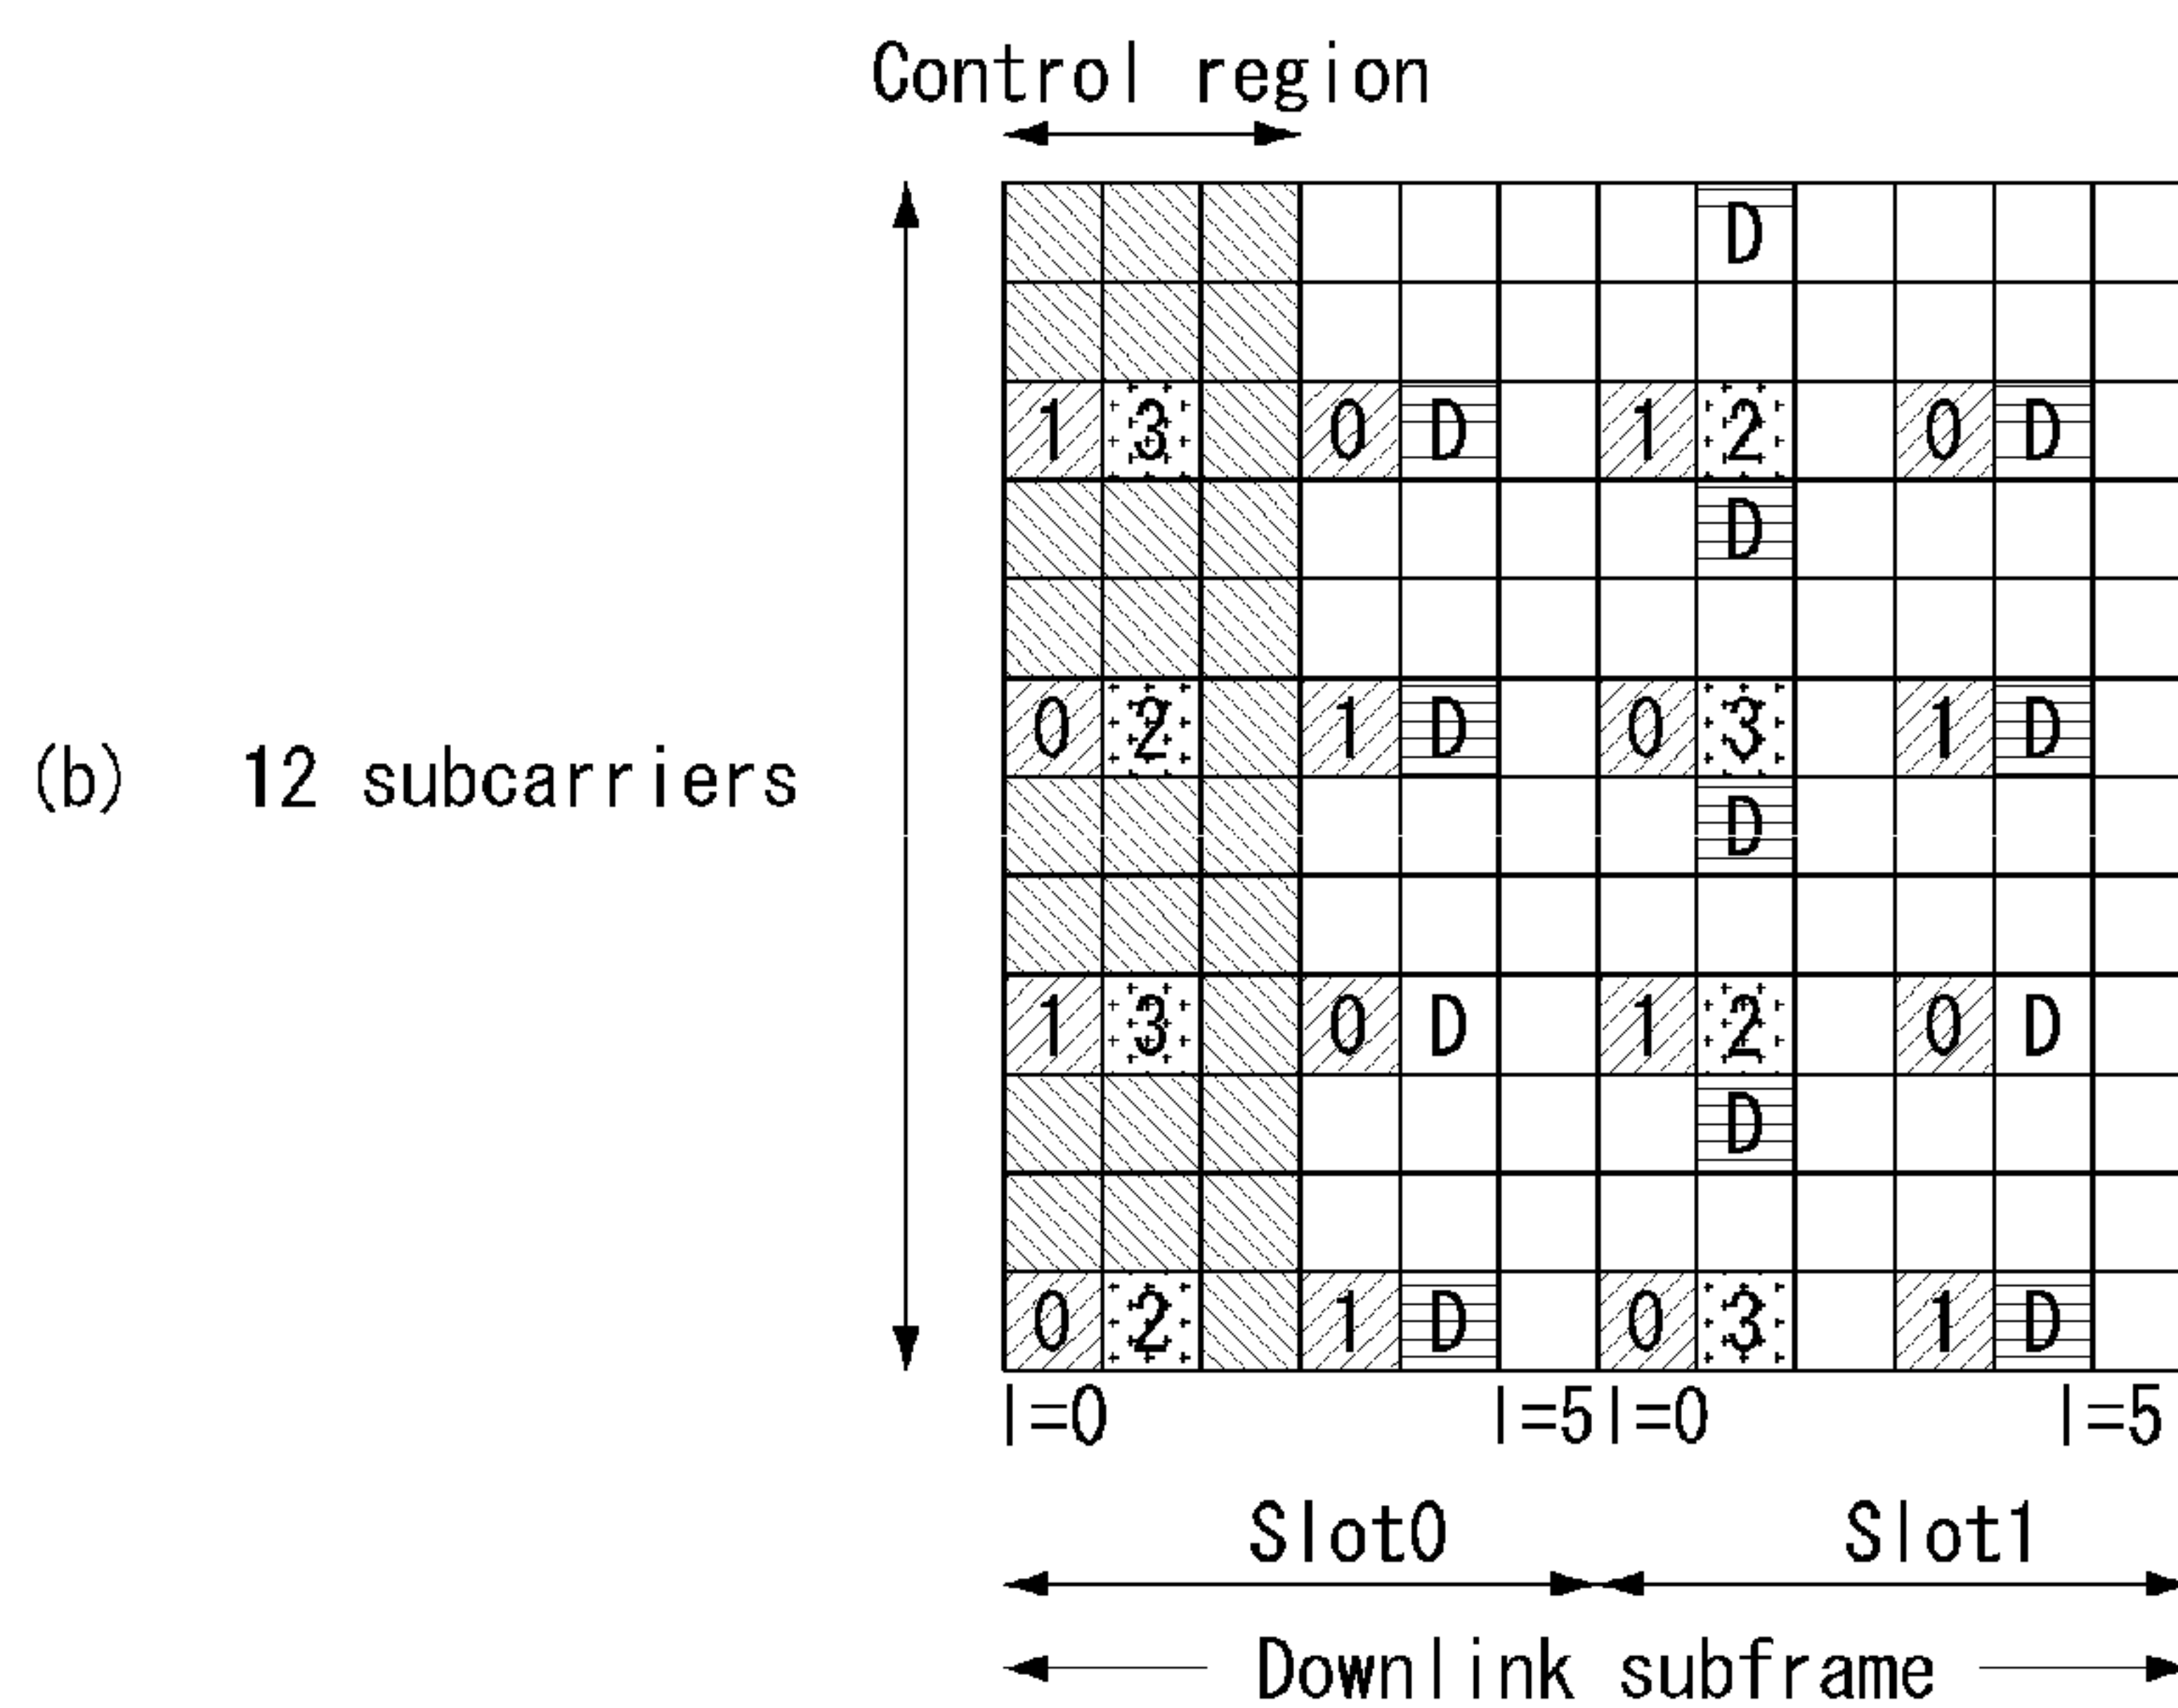 Control region
D
1 3 0 D 1 2 0 D
D
0 2 1 D 0 3 1 D
(b) 12 subcarriers
D
1 3 0 D 1 2 0 D
D
0 2 1 D 0 3 1 D
l=0 l=5 l=0 l=5
Slot0 Slot1
Downlink subframe